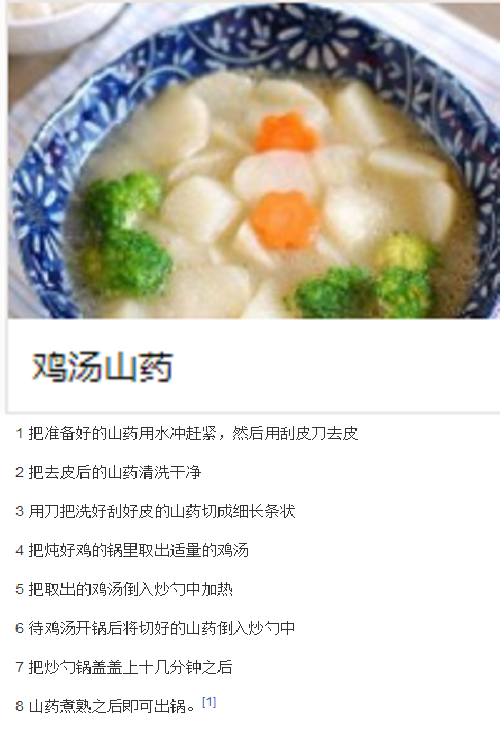 鸡汤山药
1 把准备好的山药用水冲赶紧，然后用刮皮刀去皮
2 把去皮后的山药清洗干净
3 用刀把洗好刮好皮的山药切成细长条状
4 把炖好鸡的锅里取出适量的鸡汤
5 把取出的鸡汤倒入炒勺中加热
6 待鸡汤开锅后将切好的山药倒入炒勺中
7 把炒勺锅盖盖上十几分钟之后
8 山药煮熟之后即可出锅。[1]